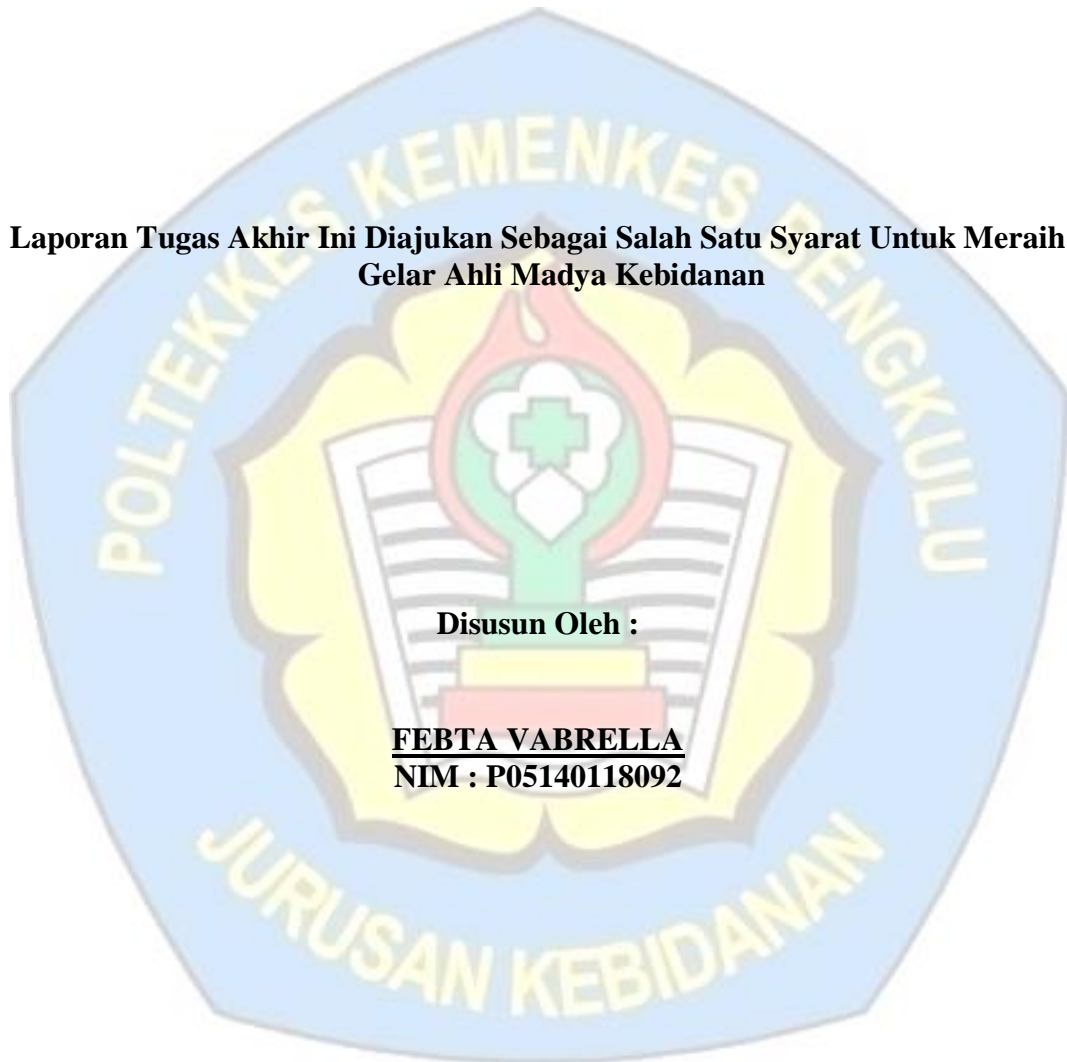 POLTEKKES KEMENKES BENGKULU
Laporan Tugas Akhir Ini Diajukan Sebagai Salah Satu Syarat Untuk Meraih
Gelar Ahli Madya Kebidanan
Disusun Oleh :
FEBTA VABRELLA
NIM : P05140118092
JURUSAN KEBIDANAN